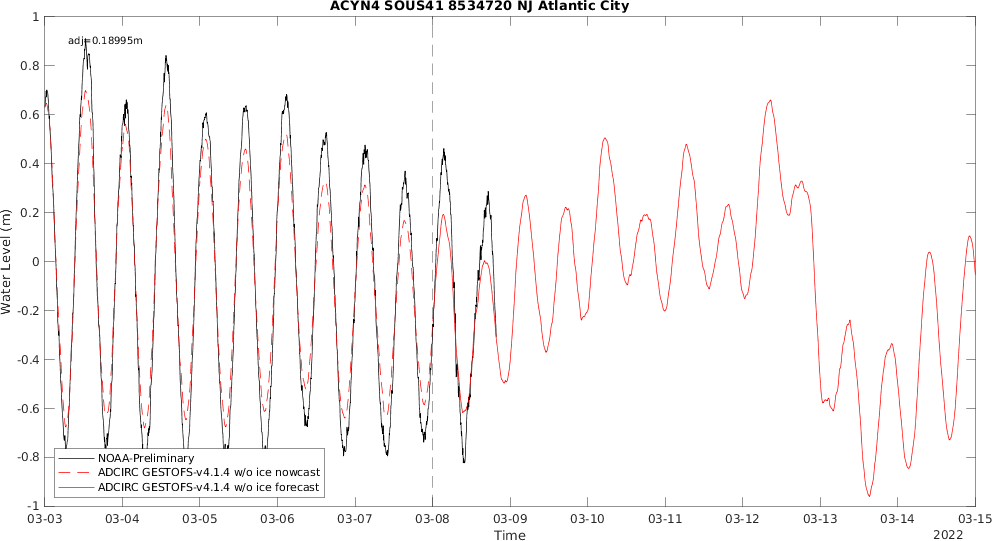 ACYN4 SOUS41 8534720 NJ Atlantic City
adj=0.18995m
1
0.8
0.6
0.4
0.2
0
-0.2
-0.4
-0.6
-0.8
-1
Water Level (m)
NOAA-Preliminary
ADCIRC GESTOFS-v4.1.4 w/o ice nowcast
ADCIRC GESTOFS-v4.1.4 w/o ice forecast
03-03 03-04 03-05 03-06 03-07 03-08 03-09 03-10 03-11 03-12 03-13 03-14 03-15
Time
2022